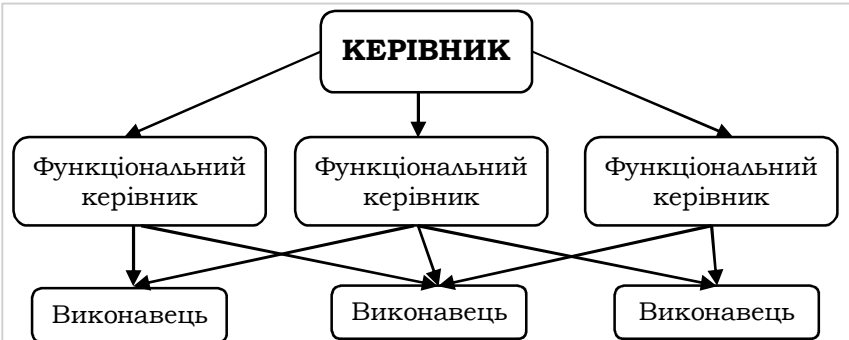 КЕРІВНИК
Функціональний
керівник
Функціональний
керівник
Функціональний
керівник
Виконавець
Виконавець
Виконавець